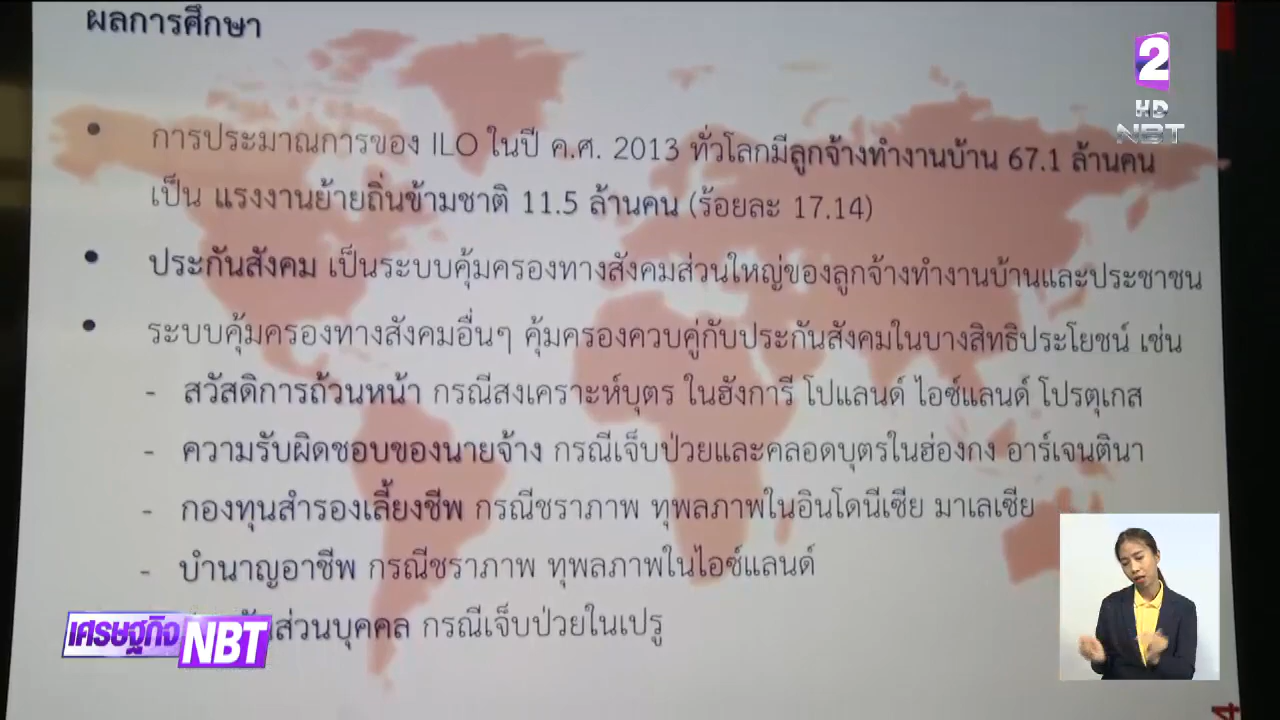 ผลการศึกษา
2
HD
NBT
• การประมาณการของ ILO ในปี ค.ศ. 2013 ทั่วโลกมีลูกจ้างทำงานบ้าน 67.1 ล้านคน
เป็น แรงงานย้ายถิ่นข้ามชาติ 11.5 ล้านคน (ร้อยละ 17.14)
• ประกันสังคม เป็นระบบคุ้มครองทางสังคมส่วนใหญ่ของลูกจ้างทำงานบ้านและประชาชน
• ระบบคุ้มครองทางสังคมอื่นๆ คุ้มครองควบคู่กับประกันสังคมในบางสิทธิประโยชน์ เช่น
- สวัสดิการถ้วนหน้า กรณีสงเคราะห์บุตร ในฮังการี โปแลนด์ ไอซ์แลนด์ โปรตุเกส
- ความรับผิดชอบของนายจ้าง กรณีเจ็บป่วยและคลอดบุตรในฮ่องกง อาร์เจนตินา
- กองทุนสำรองเลี้ยงชีพ กรณีชราภาพ ทุพลภาพในอินโดนีเซีย มาเลเซีย
- บำนาญอาชีพ กรณีชราภาพ ทุพลภาพในไอซ์แลนด์
ส่วนบุคคล กรณีเจ็บป่วยในเปรู
เศรษฐกิจ
NBT
4